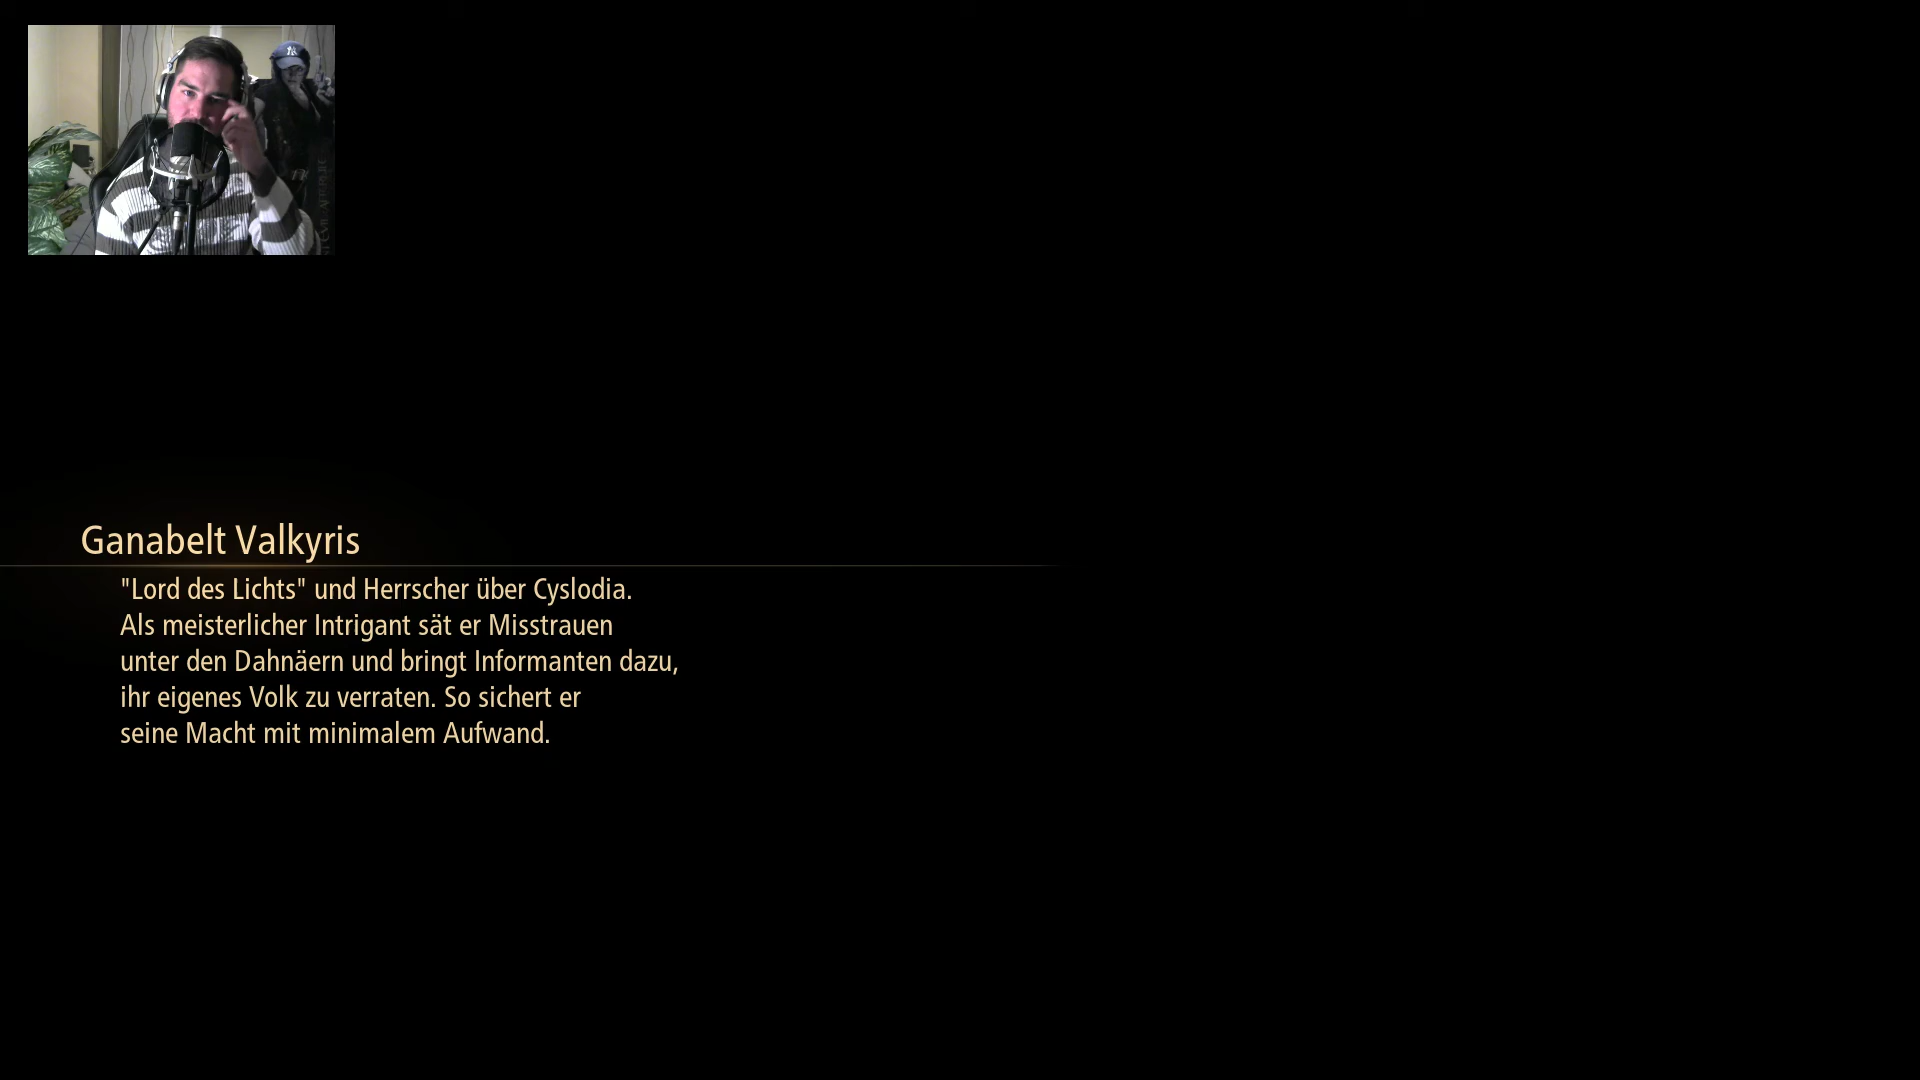 Ganabelt Valkyris
"Lord des Lichts" und Herrscher über Cyslodia.
Als meisterlicher Intrigant sät er Misstrauen
unter den Dahnäern und bringt Informanten dazu,
ihr eigenes Volk zu verraten. So sichert er
seine Macht mit minimalem Aufwand.